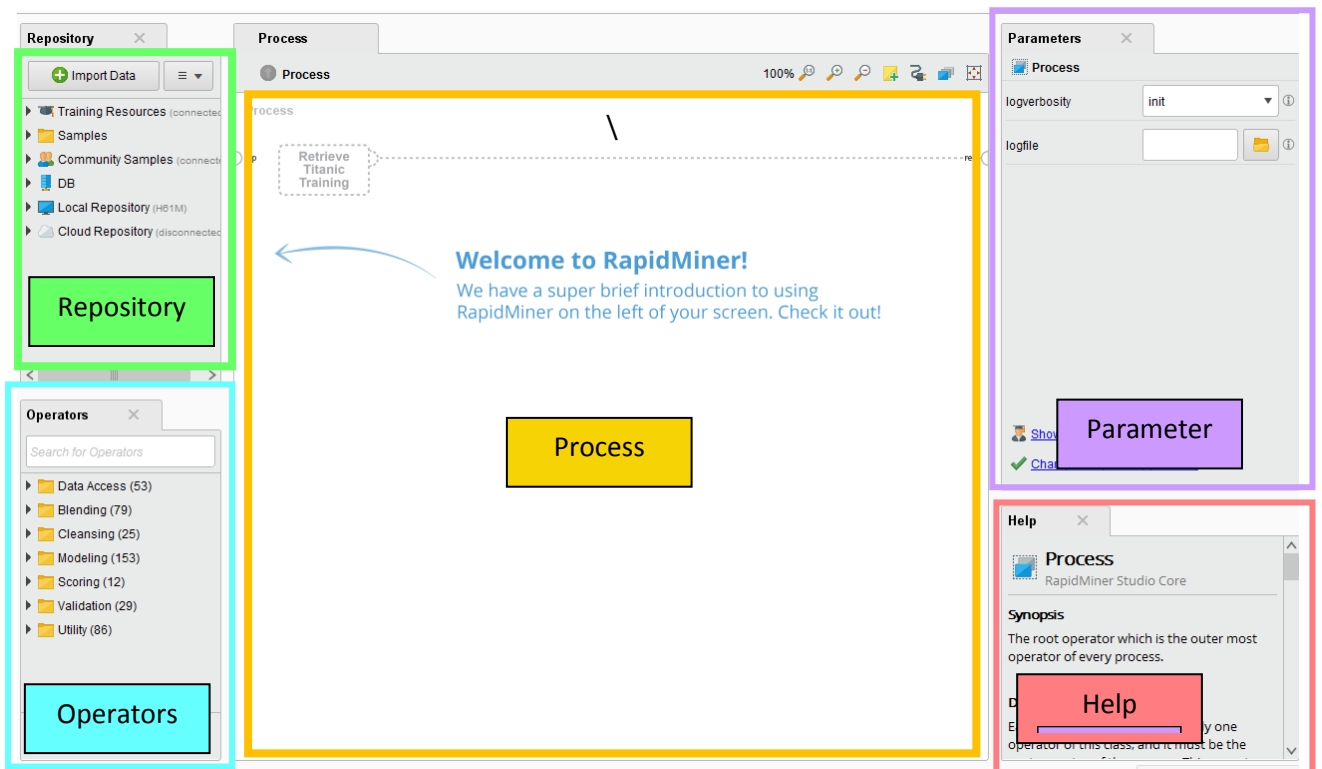 Repository
Import Data
Training Resources (connected
Samples
Community Samples (connect
DB
Local Repository (H61M)
Cloud Repository (disconnected
Repository
Operators
Search for Operators
Data Access (53)
Blending (79)
Cleansing (25)
Modeling (153)
Scoring (12)
Validation (29)
Utility (86)
Operators
Process
Process
100%
rocess
\
p
Retrieve
Titanic
Training
re
Welcome to RapidMiner!
We have a super brief introduction to using
RapidMiner on the left of your screen. Check it out!
Process
Parameters
Process
logverbosity
init
logfile
Parameter
Help
Process
RapidMiner Studio Core
Synopsis
The root operator which is the outer most
operator of every process.
Help
one
operator of this class, and it must be the